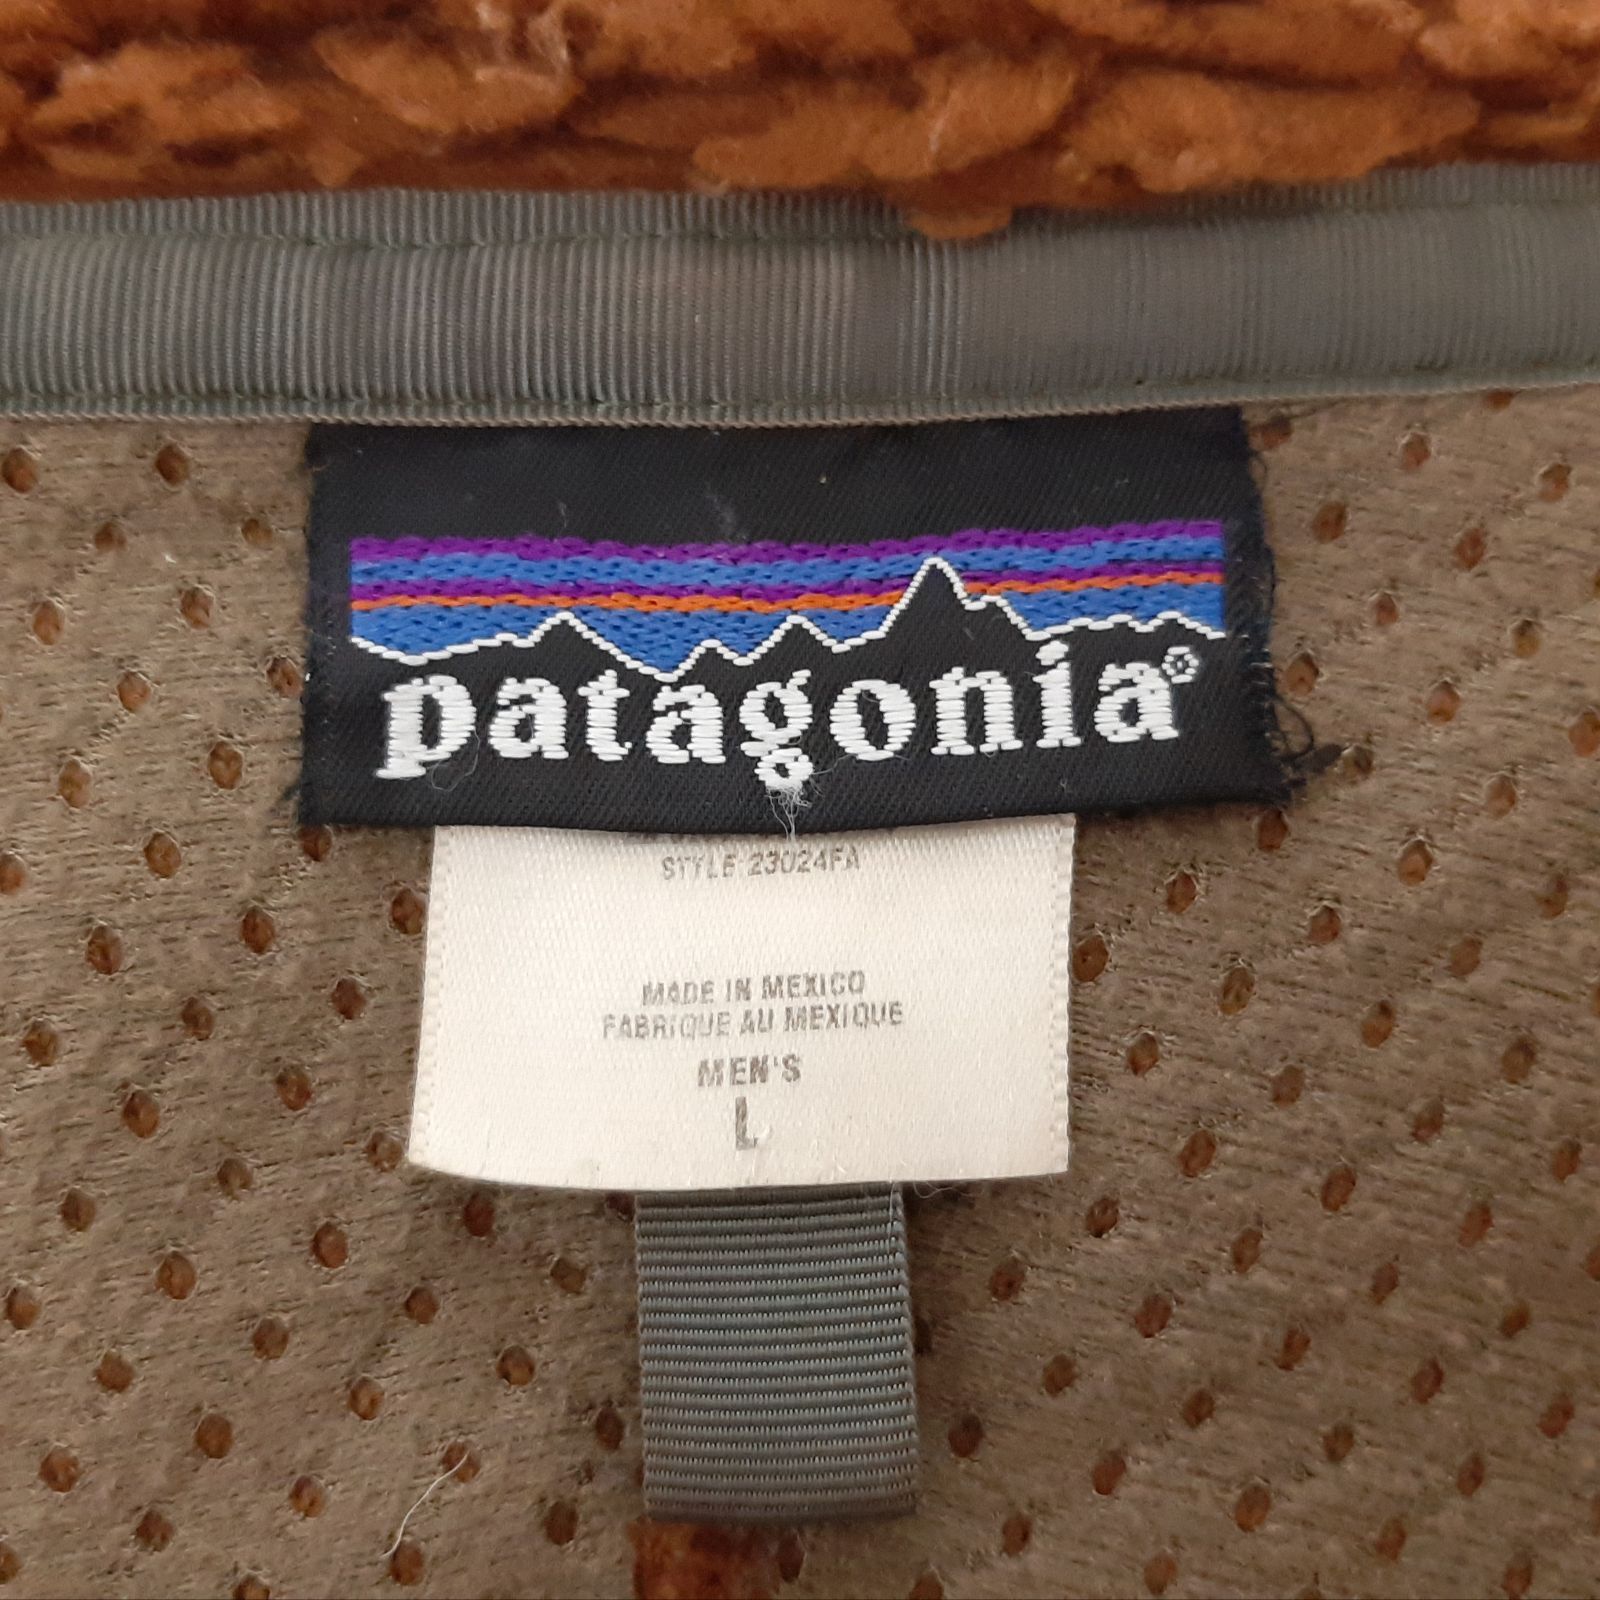 patagonia®
STYLE 23024FA
MADE IN MEXICO
FABRIQUE AU MEXIQUE
MEN'S
L